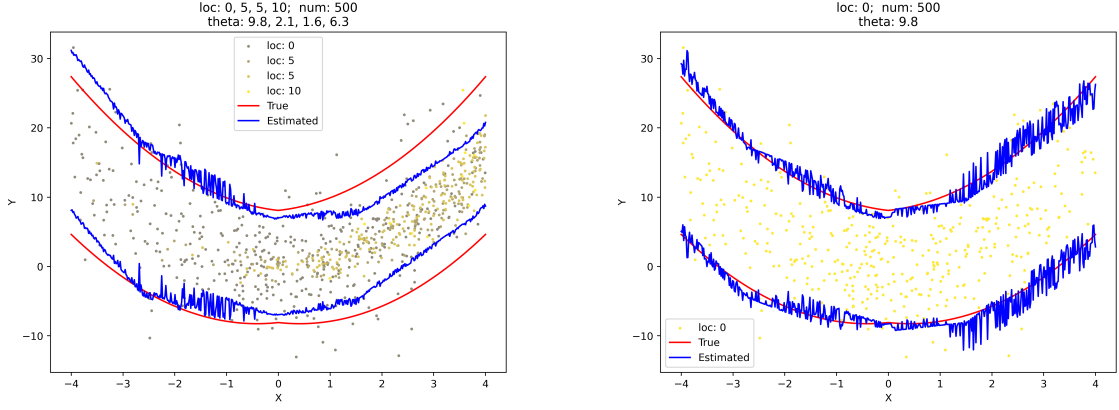 loc: 0, 5, 5, 10;  num: 500
theta: 9.8, 2.1, 1.6, 6.3
Y
30
20
10
0
−10
loc: 0
loc: 5
loc: 5
loc: 10
True
Estimated
−4
−3
−2
−1
0
1
2
3
4
X
loc: 0;  num: 500
theta: 9.8
Y
30
20
10
0
−10
loc: 0
True
Estimated
−4
−3
−2
−1
0
1
2
3
4
X